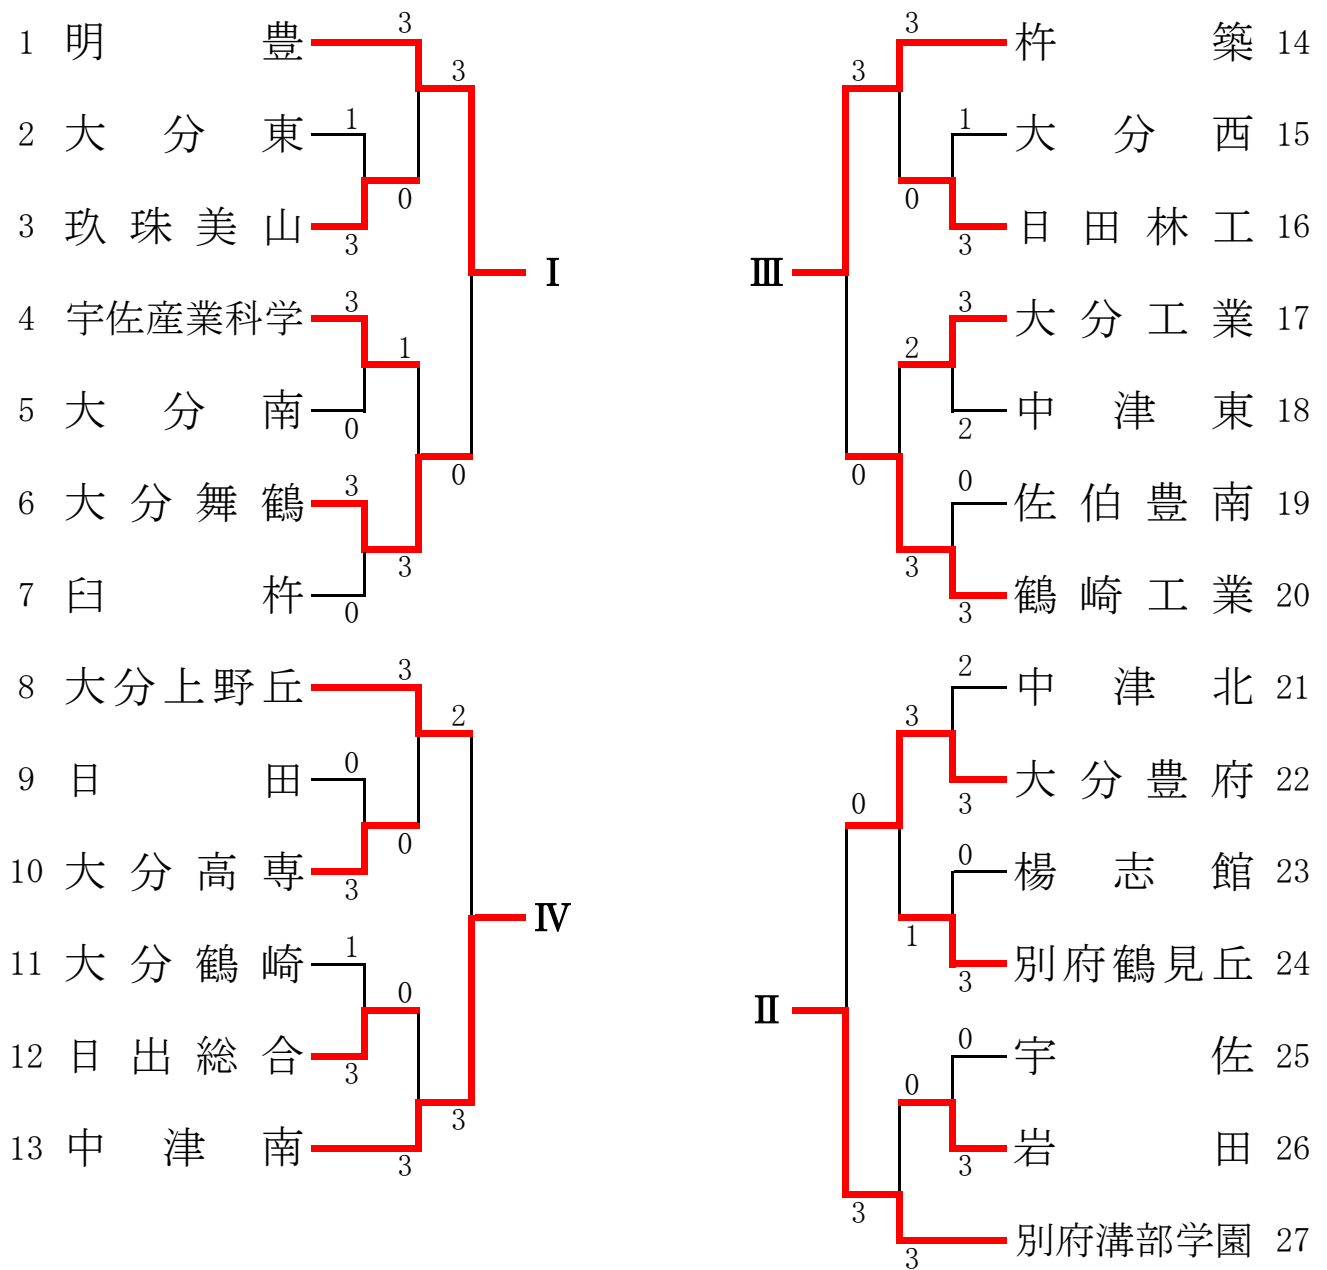 1 明豊
2 大分東
3 玖珠美山
4 宇佐産業科学
5 大分南
6 大分舞鶴
7 臼杵
8 大分上野丘
9 日田
10 大分高専
11 大分鶴崎
12 日出総合
13 中津南
3
1
3
0
3
3
0
1
3
0
3
0
Ⅰ
3
0
3
0
2
1
3
0
3
0
3
3
Ⅳ
3
3
1
3
0
3
2
2
0
3
3
0
Ⅲ
2
3
3
0
0
3
1
0
3
0
3
3
Ⅱ
杵築 14
大分西 15
日田林工 16
大分工業 17
中津東 18
佐伯豊南 19
鶴崎工業 20
中津北 21
大分豊府 22
楊志館 23
別府鶴見丘 24
宇佐 25
岩田 26
別府溝部学園 27